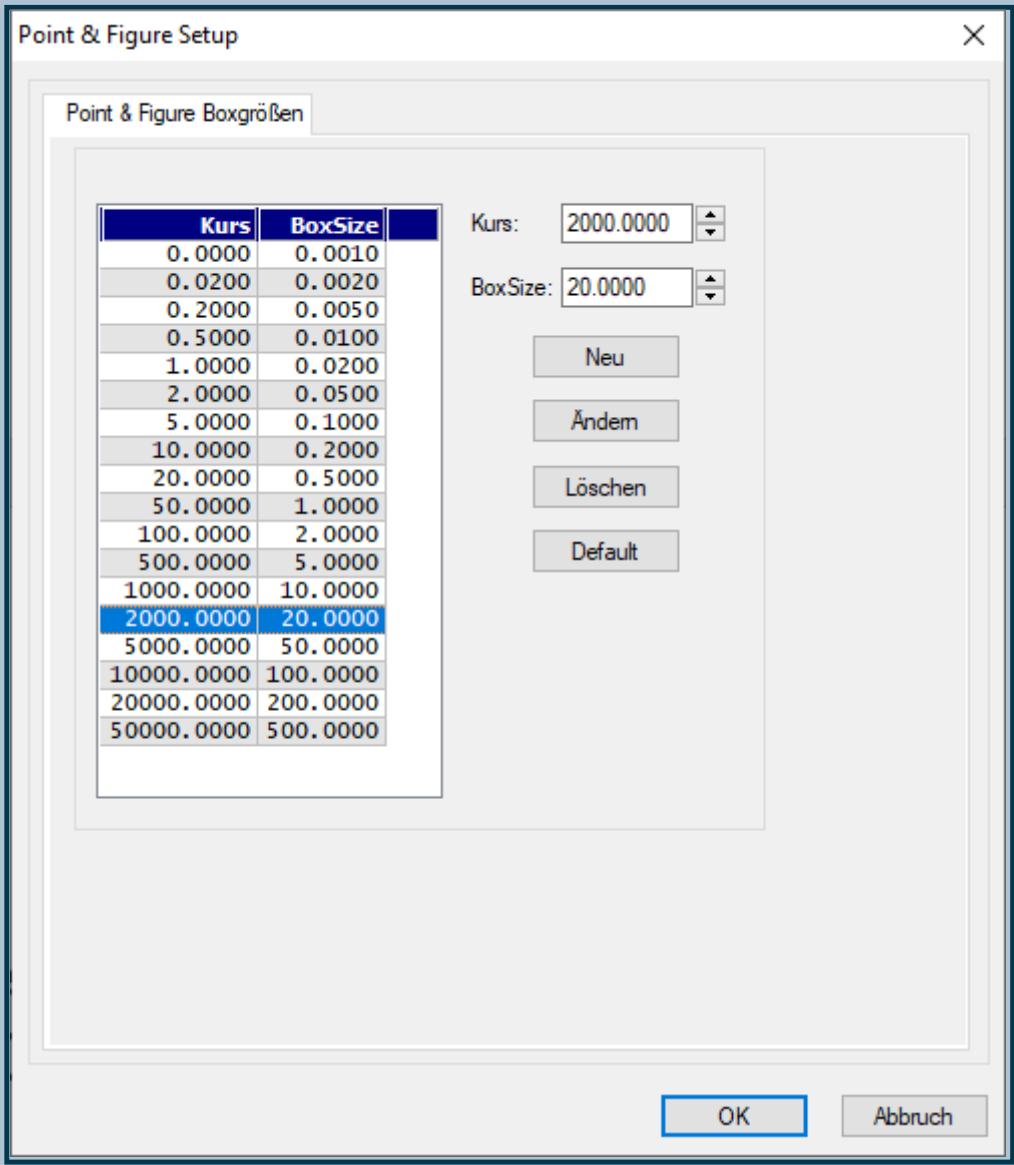 Point & Figure Setup
Point & Figure Boxgrößen
Kurs BoxSize
0.0000 0.0010
0.0200 0.0020
0.2000 0.0050
0.5000 0.0100
1.0000 0.0200
2.0000 0.0500
5.0000 0.1000
10.0000 0.2000
20.0000 0.5000
50.0000 1.0000
100.0000 2.0000
500.0000 5.0000
1000.0000 10.0000
2000.0000 20.0000
5000.0000 50.0000
10000.0000 100.0000
20000.0000 200.0000
50000.0000 500.0000
Kurs: 2000.0000
BoxSize: 20.0000
Neu
Ändern
Löschen
Default
OK Abbruch